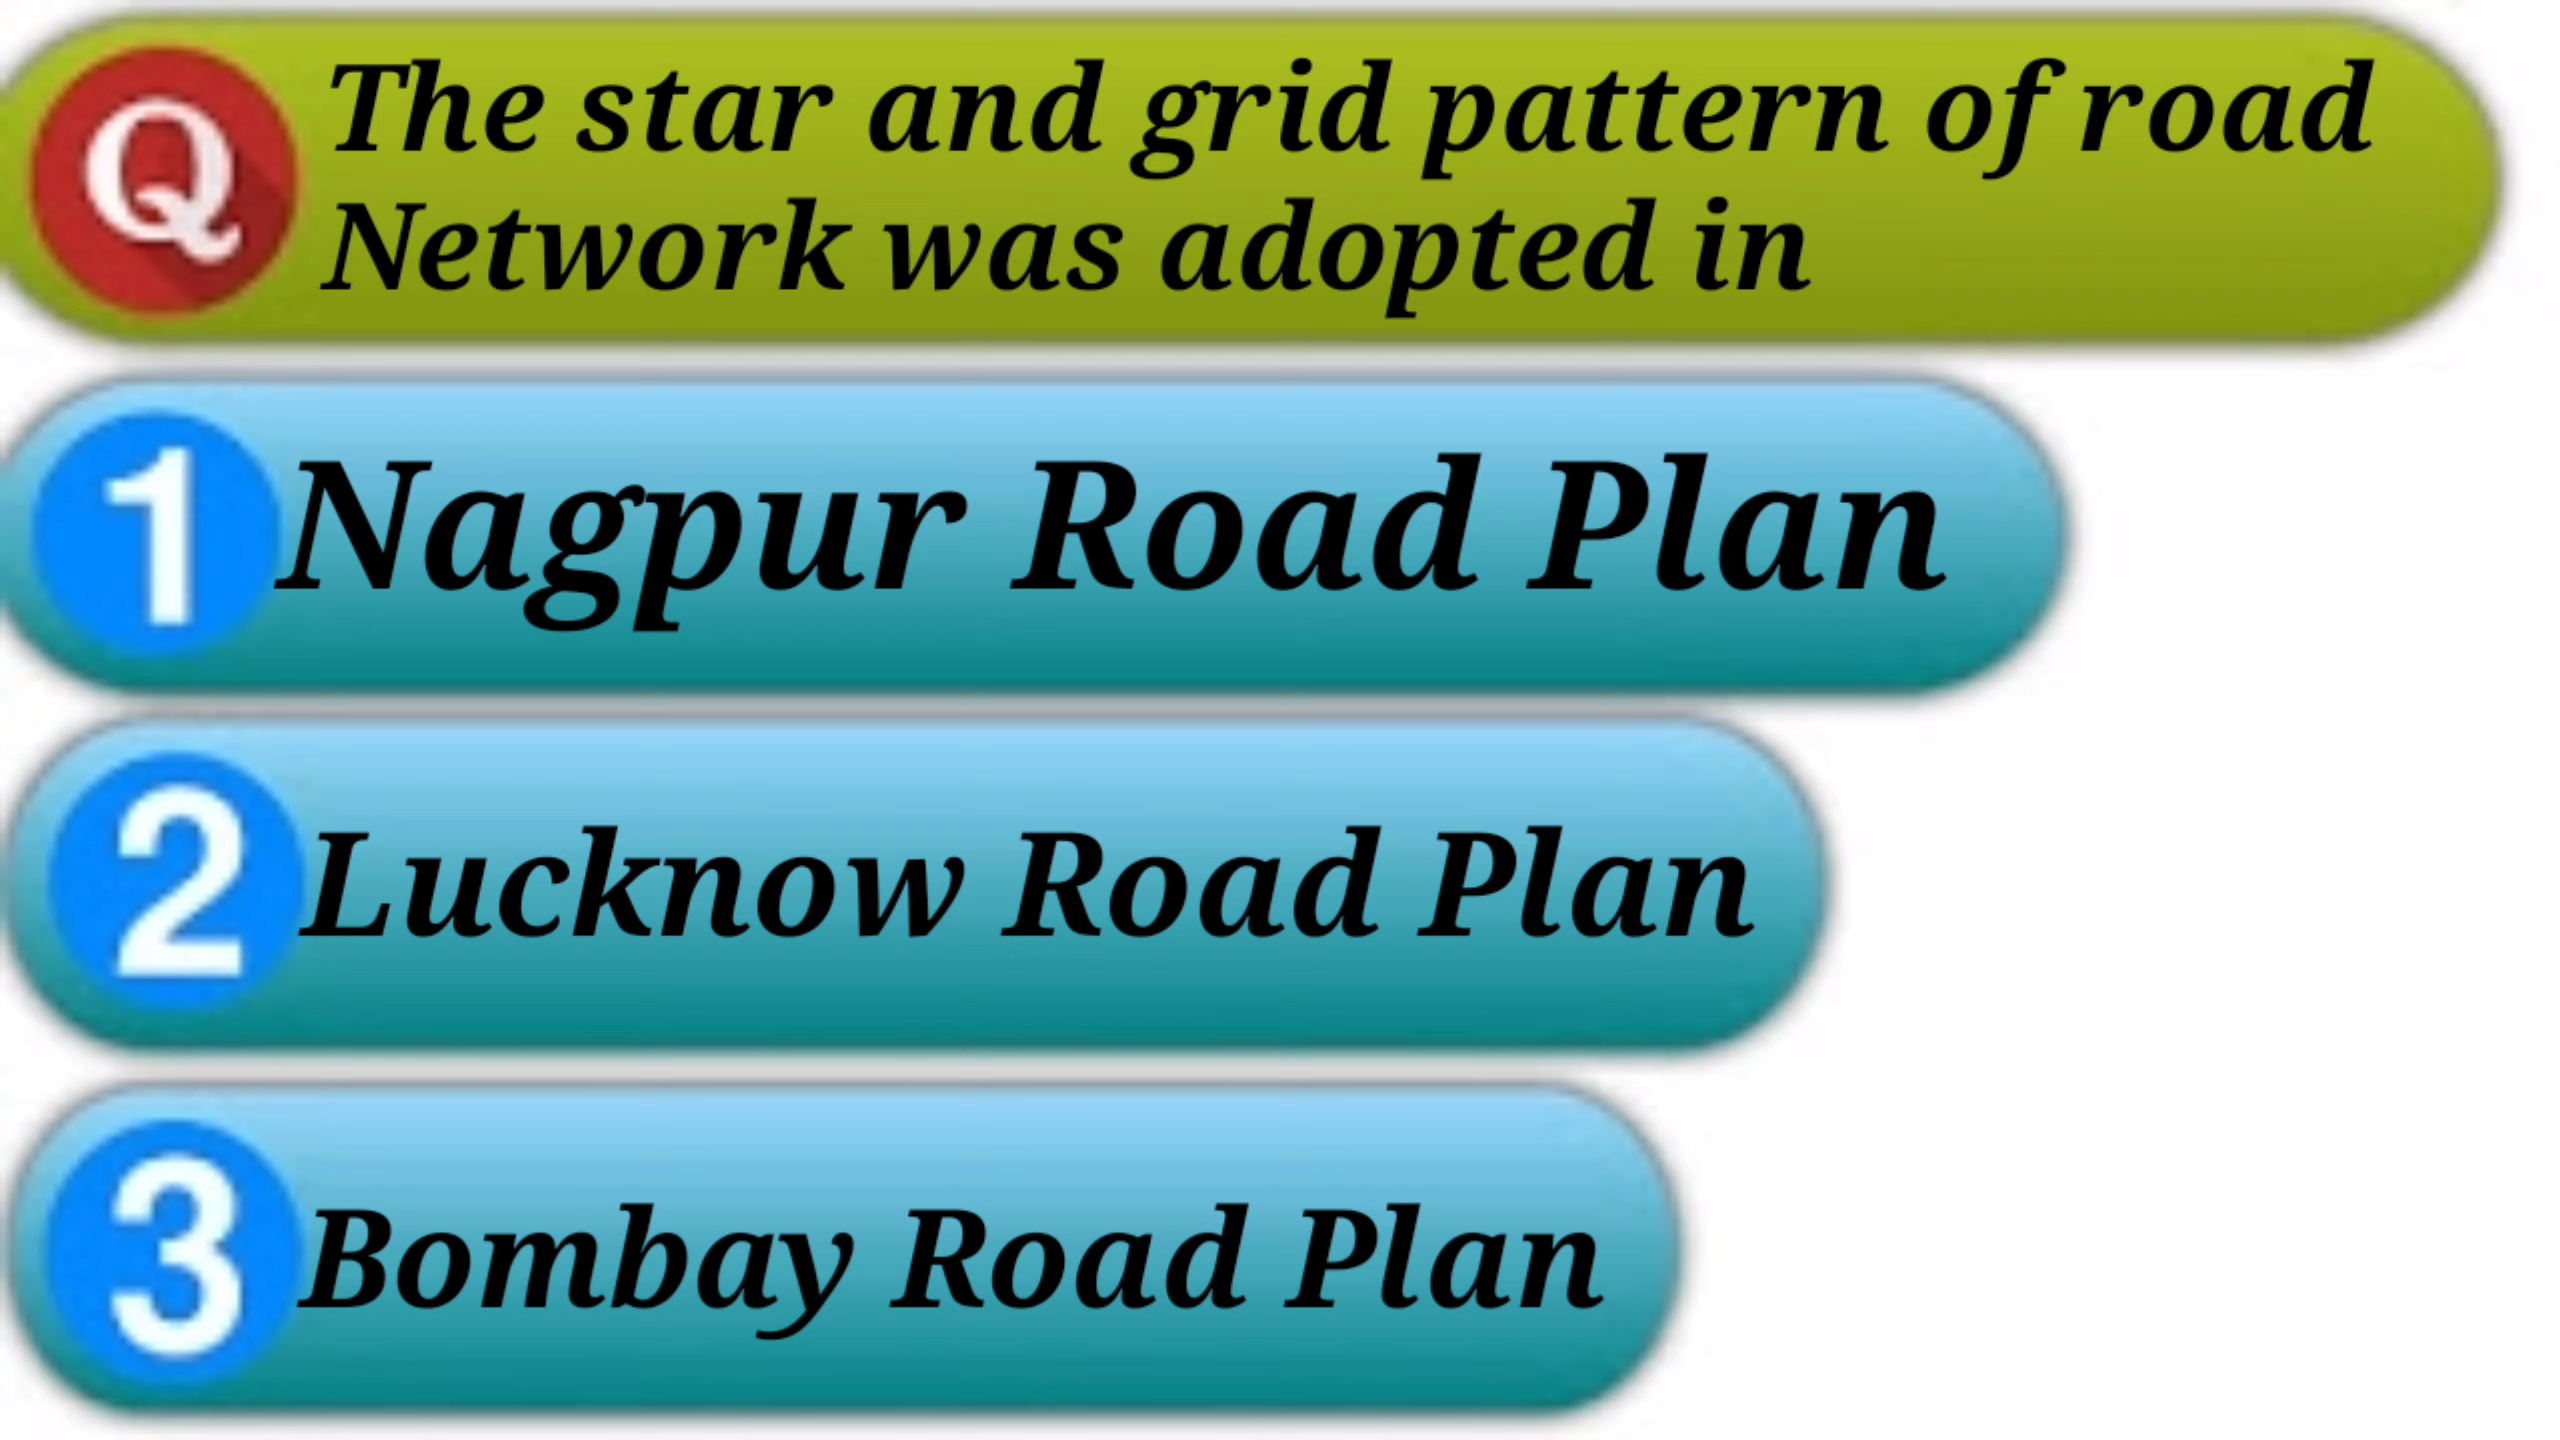 Q The star and grid pattern of road
Network was adopted in
1 Nagpur Road Plan
2 Lucknow Road Plan
3 Bombay Road Plan